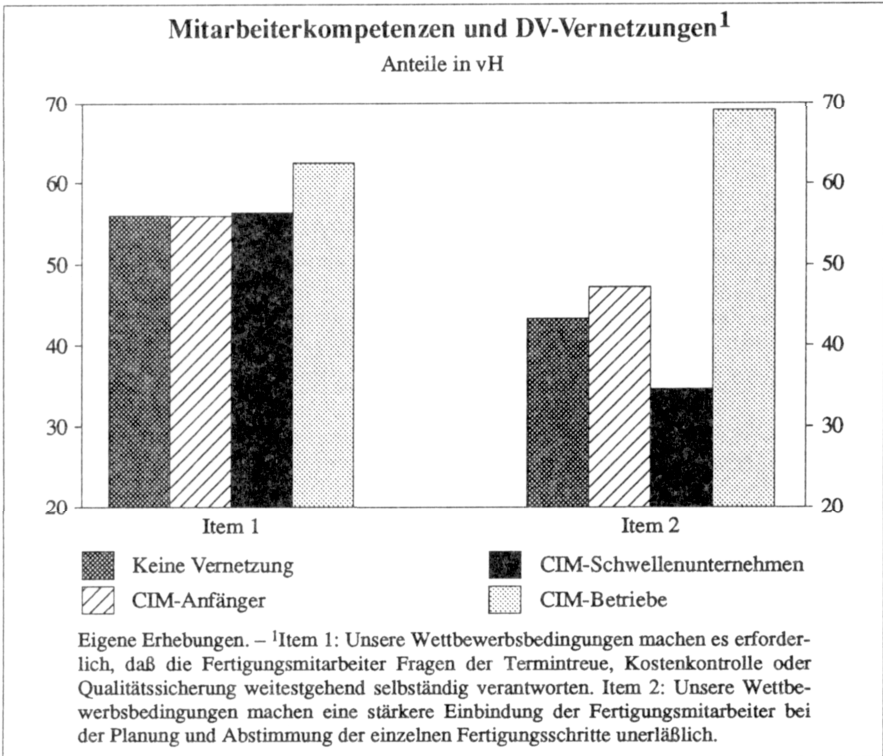 Mitarbeiterkompetenzen und DV-Vernetzungen¹
Anteile in vH
70 70
60 60
50 50
40 40
30 30
20 20
Item 1 Item 2
Keine Vernetzung CIM-Schwellenunternehmen
CIM-Anfänger CIM-Betriebe
Eigene Erhebungen. – ¹Item 1: Unsere Wettbewerbsbedingungen machen es erforder-
lich, daß die Fertigungsmitarbeiter Fragen der Termintreue, Kostenkontrolle oder
Qualitätssicherung weitestgehend selbständig verantworten. Item 2: Unsere Wettbe-
werbsbedingungen machen eine stärkere Einbindung der Fertigungsmitarbeiter bei
der Planung und Abstimmung der einzelnen Fertigungsschritte unerläßlich.